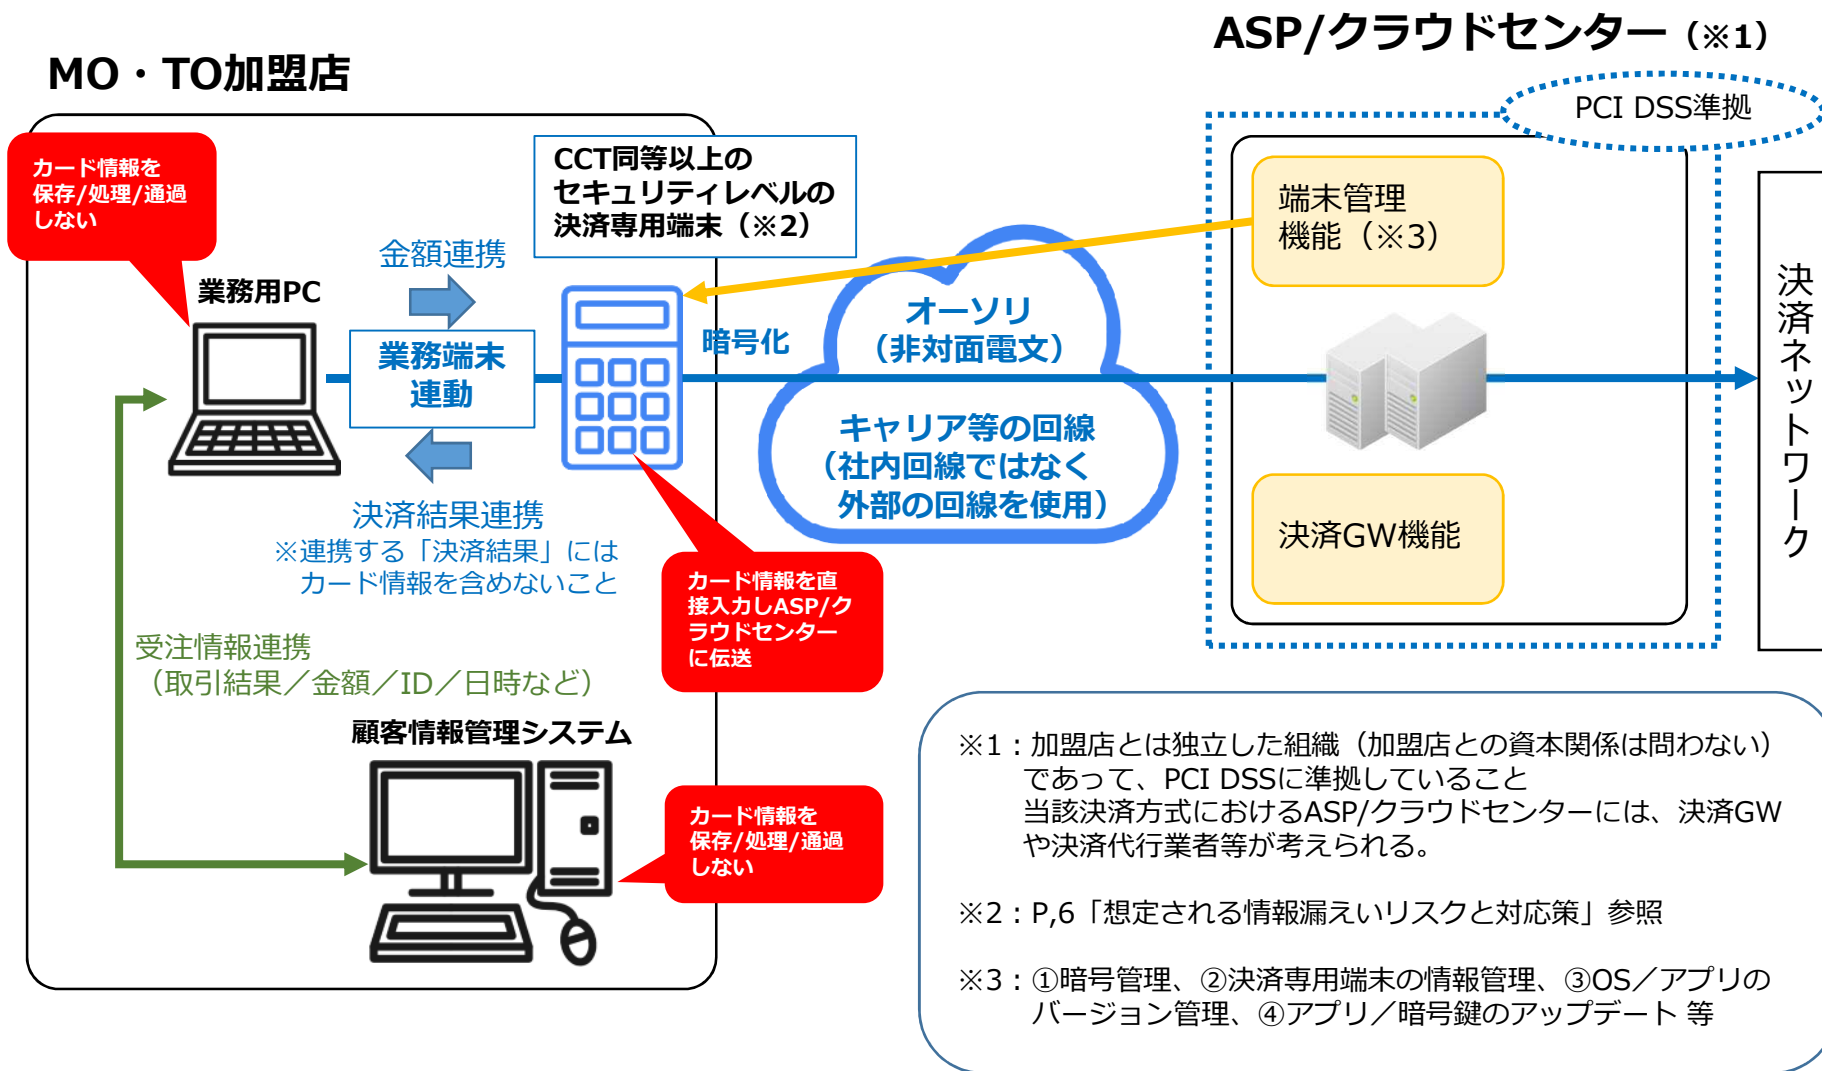 ASP/クラウドセンター（※1）
MO・TO加盟店
PCI DSS準拠
カード情報を
保存/処理/通過
しない
CCT同等以上の
セキュリティレベルの
決済専用端末（※2）
端末管理
機能（※3）
金額連携
業務用PC
業務端末
連動
暗号化
オーソリ
（非対面電文）
キャリア等の回線
（社内回線ではなく
外部の回線を使用）
決済ネットワーク
決済GW機能
決済結果連携
※連携する「決済結果」には
カード情報を含めないこと
カード情報を直
接入力しASP/ク
ラウドセンター
に伝送
受注情報連携
（取引結果／金額／ID／日時など）
顧客情報管理システム
カード情報を
保存/処理/通過
しない
※1：加盟店とは独立した組織（加盟店との資本関係は問わない）
であって、PCI DSSに準拠していること
当該決済方式におけるASP/クラウドセンターには、決済GW
や決済代行業者等が考えられる。
※2：P,6「想定される情報漏えいリスクと対応策」参照
※3：①暗号管理、②決済専用端末の情報管理、③OS／アプリの
バージョン管理、④アプリ／暗号鍵のアップデート 等